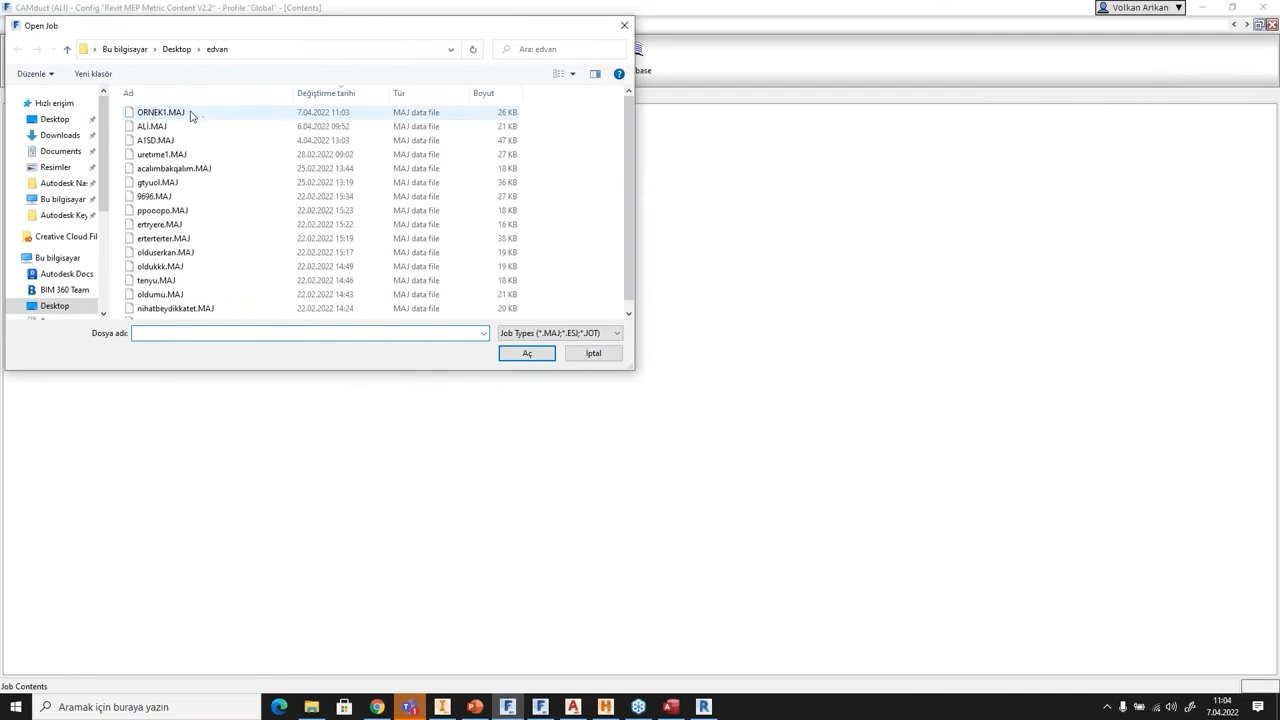 CAMduct (ALI) - Config "Revit MEP Metric Content V2.2" - Profile "Global" - [Contents]
Volkan Arikan
Open Job
Bu bilgisayar > Desktop > edvan
Ara: edvan
Düzenle
Yeni klasör
base
Ad Değiştirme tarihi Tür Boyut
Hızlı erişim
Desktop
Downloads
Documents
Resimler
Autodesk Nas
Bu bilgisayar
Autodesk Key
Creative Cloud Fil
Bu bilgisayar
Autodesk Docs
BIM 360 Team
Desktop
ORNEK1.MAJ 7.04.2022 11:03 MAJ data file 26 KB
ALİ.MAJ 6.04.2022 09:52 MAJ data file 21 KB
A1SD.MAJ 4.04.2022 13:03 MAJ data file 47 KB
uretıme1.MAJ 28.02.2022 09:02 MAJ data file 27 KB
acalımbakqalım.MAJ 25.02.2022 13:44 MAJ data file 18 KB
gtyuol.MAJ 25.02.2022 13:19 MAJ data file 36 KB
9696.MAJ 22.02.2022 15:34 MAJ data file 27 KB
ppooopo.MAJ 22.02.2022 15:23 MAJ data file 18 KB
ertryere.MAJ 22.02.2022 15:22 MAJ data file 16 KB
erterterter.MAJ 22.02.2022 15:19 MAJ data file 38 KB
olduserkan.MAJ 22.02.2022 15:17 MAJ data file 19 KB
oldukkk.MAJ 22.02.2022 14:49 MAJ data file 19 KB
tenyu.MAJ 22.02.2022 14:46 MAJ data file 18 KB
oldumu.MAJ 22.02.2022 14:43 MAJ data file 21 KB
nihatbeydikkatet.MAJ 22.02.2022 14:24 MAJ data file 20 KB
Dosya adı:
Job Types (*.MAJ;*.ESJ;*.JOT)
Aç
İptal
Job Contents
Aramak için buraya yazın
11:04
7.04.2022